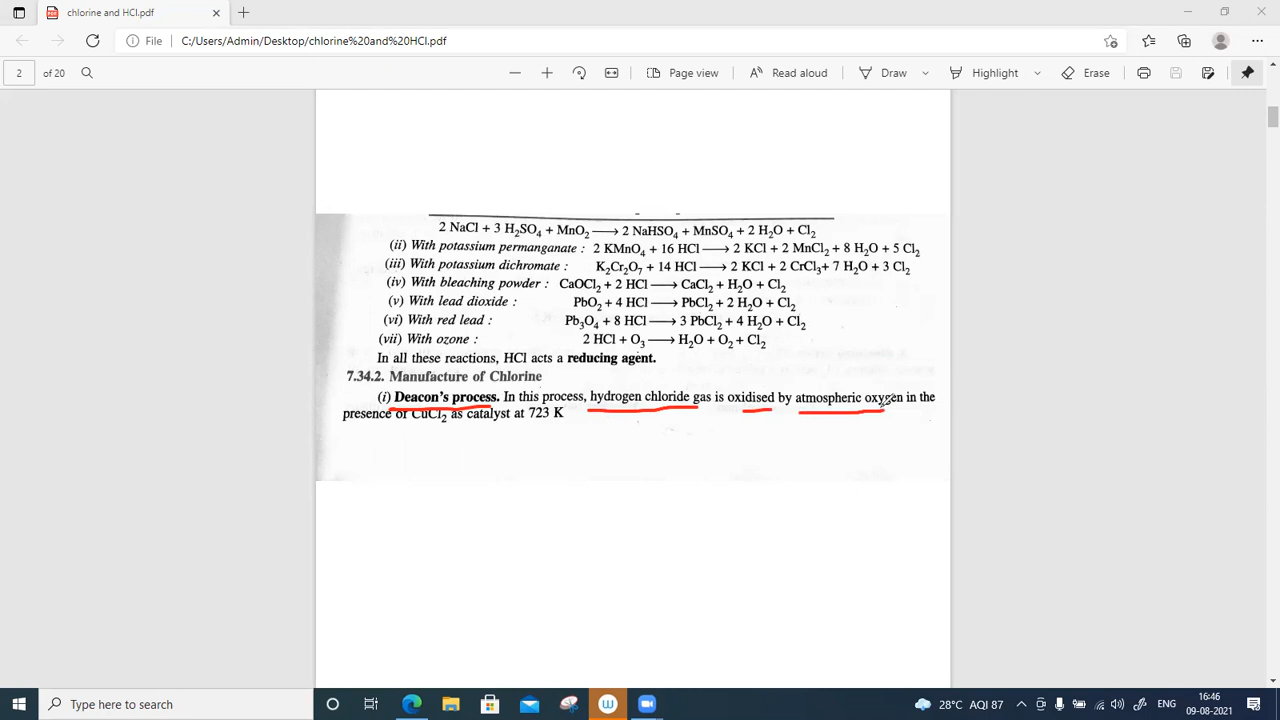 chlorine and HCl.pdf
File C:/Users/Admin/Desktop/chlorine%20and%20HCl.pdf
2 of 20 Page view Read aloud Draw Highlight Erase
2 NaCl + 3 H₂SO₄ + MnO₂ ⟶ 2 NaHSO₄ + MnSO₄ + 2 H₂O + Cl₂
(ii) With potassium permanganate : 2 KMnO₄ + 16 HCl ⟶ 2 KCl + 2 MnCl₂ + 8 H₂O + 5 Cl₂
(iii) With potassium dichromate : K₂Cr₂O₇ + 14 HCl ⟶ 2 KCl + 2 CrCl₃+ 7 H₂O + 3 Cl₂
(iv) With bleaching powder : CaOCl₂ + 2 HCl ⟶ CaCl₂ + H₂O + Cl₂
(v) With lead dioxide : PbO₂ + 4 HCl ⟶ PbCl₂ + 2 H₂O + Cl₂
(vi) With red lead : Pb₃O₄ + 8 HCl ⟶ 3 PbCl₂ + 4 H₂O + Cl₂
(vii) With ozone : 2 HCl + O₃ ⟶ H₂O + O₂ + Cl₂
In all these reactions, HCl acts a reducing agent.
7.34.2. Manufacture of Chlorine
(i) Deacon's process. In this process, hydrogen chloride gas is oxidised by atmospheric oxygen in the
presence of CuCl₂ as catalyst at 723 K
Type here to search 28°C AQI 87 ENG 16:46
09-08-2021